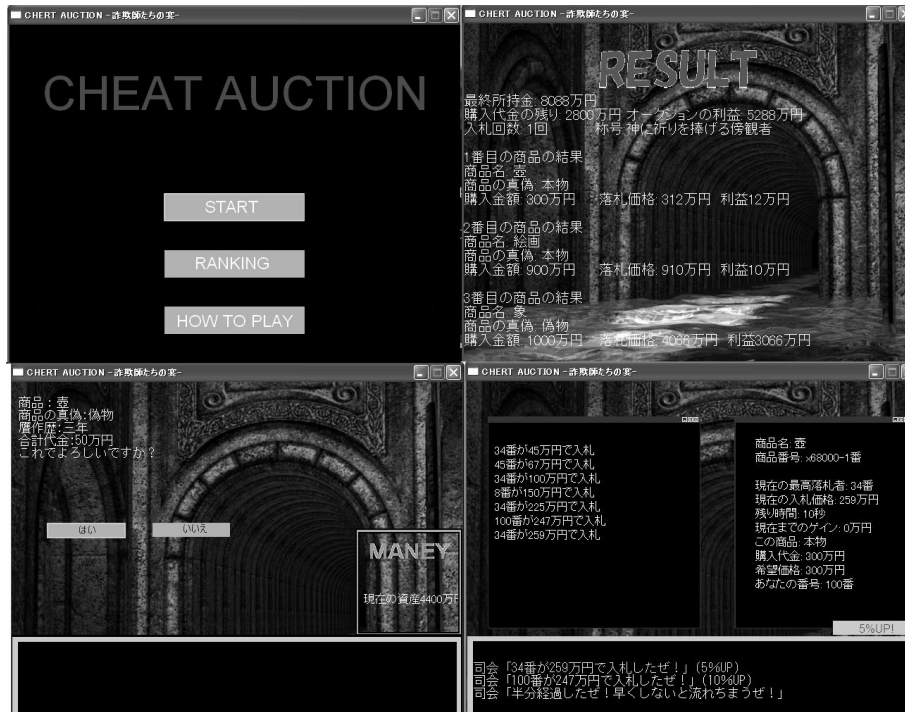 CHERT AUCTION -詐欺師たちの宴-
CHEAT AUCTION
START
RANKING
HOW TO PLAY
CHERT AUCTION -詐欺師たちの宴-
RESULT
最終所持金: 8088万円
購入代金の残り: 2800万円 オークションの利益: 5288万円
入札回数: 1回 称号 神に祈りを捧げる傍観者
1番目の商品の結果
商品名: 壺
商品の真偽: 本物
購入金額: 300万円 落札価格: 312万円 利益12万円
2番目の商品の結果
商品名: 絵画
商品の真偽: 本物
購入金額: 900万円 落札価格: 910万円 利益10万円
3番目の商品の結果
商品名: 象
商品の真偽: 偽物
購入金額: 1000万円 落札価格: 4066万円 利益3066万円
CHERT AUCTION -詐欺師たちの宴-
商品：壺
商品の真偽:偽物
贋作歴:三年
合計代金:50万円
これでよろしいですか？
はい
いいえ
MANEY
現在の資産4400万円
CHERT AUCTION -詐欺師たちの宴-
34番が45万円で入札
45番が67万円で入札
34番が100万円で入札
8番が150万円で入札
34番が225万円で入札
100番が247万円で入札
34番が259万円で入札
商品名: 壺
商品番号: x68000-1番
現在の最高落札者: 34番
現在の入札価格: 259万円
残り時間: 10秒
現在までのゲイン: 0万円
この商品: 本物
購入代金: 300万円
希望価格: 300万円
あなたの番号: 100番
5%UP!
司会「34番が259万円で入札したぜ！」(5%UP)
司会「100番が247万円で入札したぜ！」(10%UP)
司会「半分経過したぜ！早くしないと流れちまうぜ！」